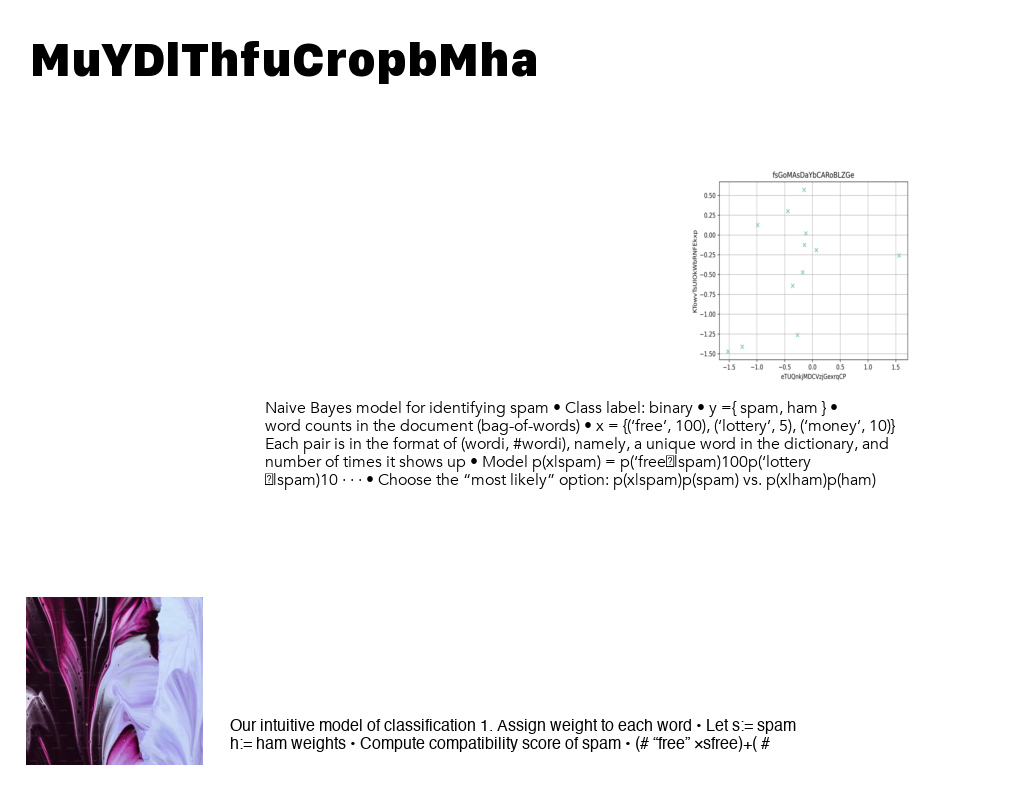 MuYDlThfuCropbMha
fsGoMAsDaYbCARoBLZGe
0.50
0.25
0.00
−0.25
−0.50
−0.75
−1.00
−1.25
−1.50
−1.5 −1.0 −0.5 0.0 0.5 1.0 1.5
eTUQnkjMDCVzjGexrqCP
Naive Bayes model for identifying spam • Class label: binary • y ={ spam, ham } •
word counts in the document (bag-of-words) • x = {(‘free’, 100), (‘lottery’, 5), (‘money’, 10)}
Each pair is in the format of (wordi, #wordi), namely, a unique word in the dictionary, and
number of times it shows up • Model p(x|spam) = p(‘free|spam)100p(‘lottery
|spam)10 · · · • Choose the “most likely” option: p(x|spam)p(spam) vs. p(x|ham)p(ham)
Our intuitive model of classification 1. Assign weight to each word • Let s:= spam
h:= ham weights • Compute compatibility score of spam • (# “free” ×sfree)+( #